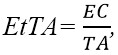 EtTA = EC/TA,